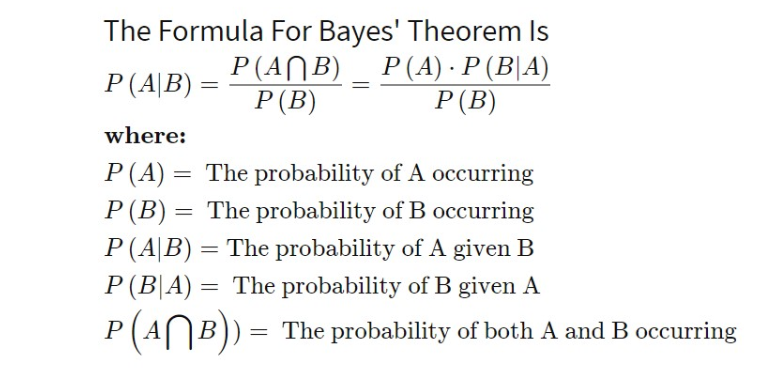 The Formula For Bayes' Theorem Is
P (A|B) = P (A⋂B) / P (B) = P (A) · P (B|A) / P (B)
where:
P (A) = The probability of A occurring
P (B) = The probability of B occurring
P (A|B) = The probability of A given B
P (B|A) = The probability of B given A
P (A⋂B)) = The probability of both A and B occurring